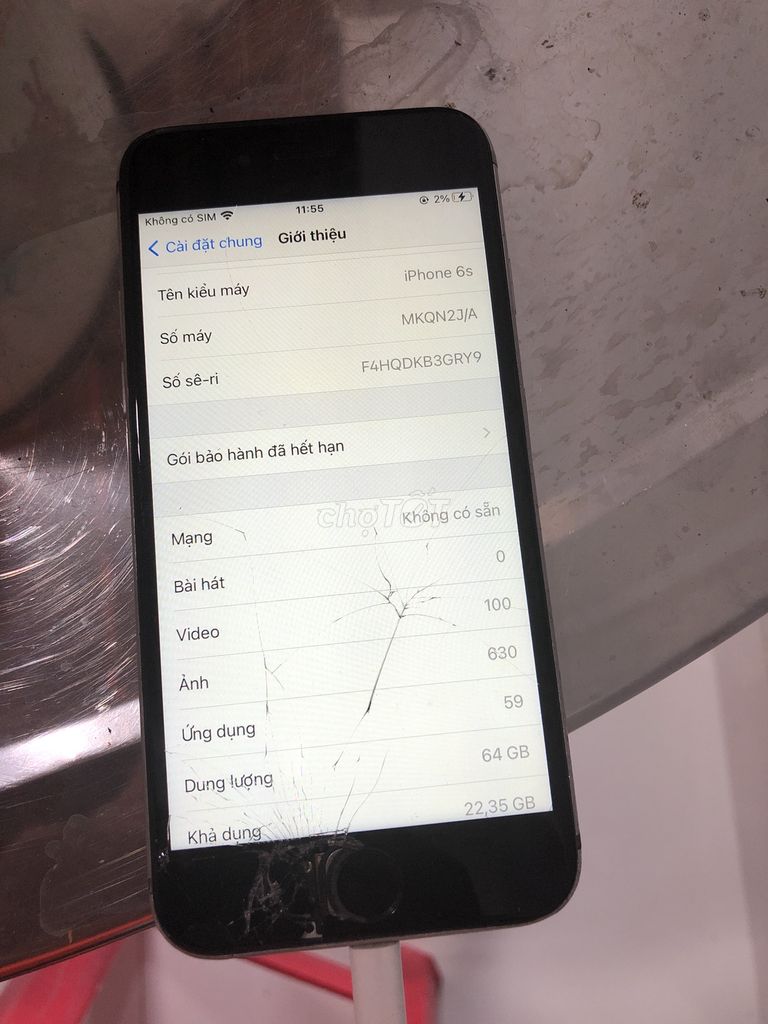 Không có SIM
11:55
2%
Cài đặt chung Giới thiệu
Tên kiểu máy iPhone 6s
Số máy MKQN2J/A
Số sê-ri F4HQDKB3GRY9
Gói bảo hành đã hết hạn
chợTỐT
Mạng Không có sẵn
Bài hát 0
Video 100
Ảnh 630
Ứng dụng 59
Dung lượng 64 GB
Khả dụng 22,35 GB